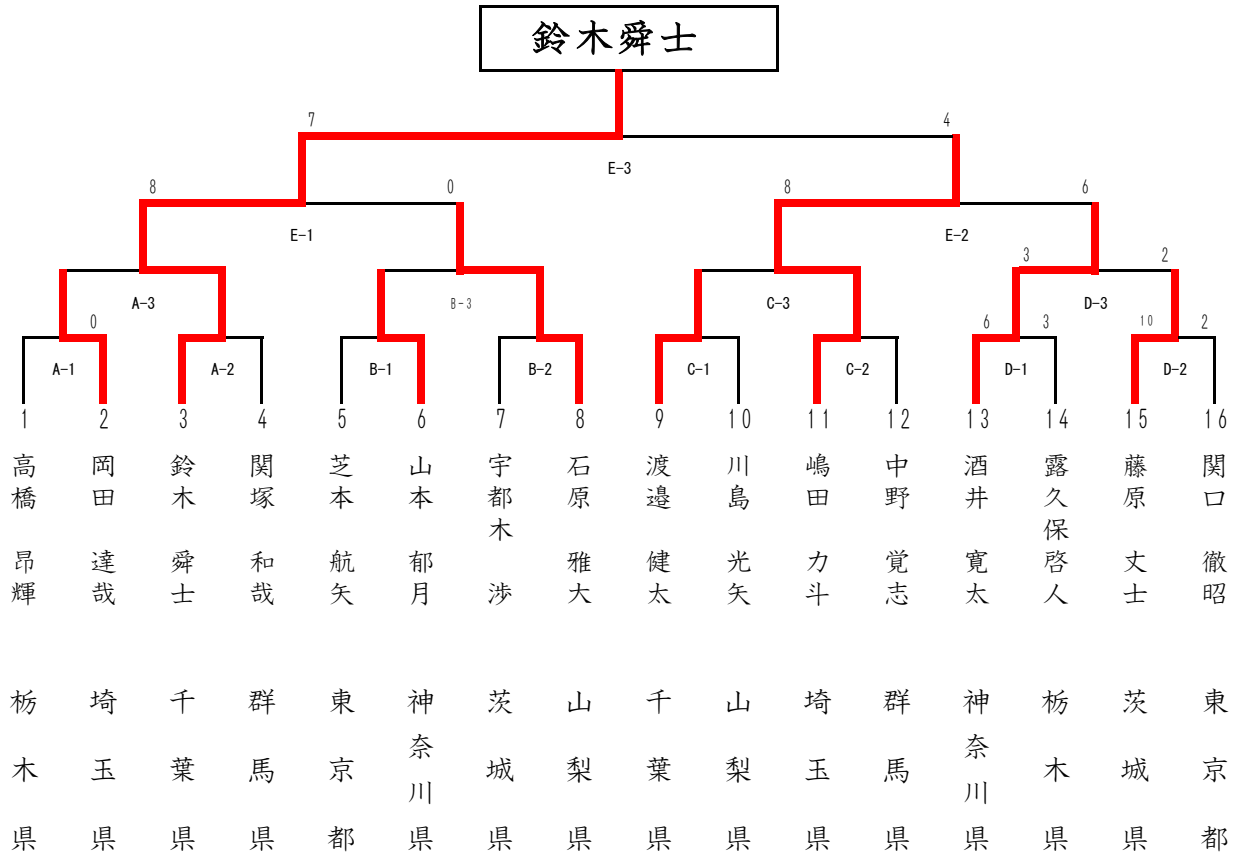 鈴木舜士
7 4
E-3
8 0 8 6
E-1 E-2
3 2
A-3 B-3 C-3 D-3
0 6 3 10 2
A-1 A-2 B-1 B-2 C-1 C-2 D-1 D-2
1 2 3 4 5 6 7 8 9 10 11 12 13 14 15 16
高橋 昂輝
岡田 達哉
鈴木 舜士
関塚 和哉
芝本 航矢
山本 郁月
宇都木 渉
石原 雅大
渡邉 健太
川島 光矢
嶋田 力斗
中野 覚志
酒井 寛太
露久保 啓人
藤原 丈士
関口 徹昭
栃木県
埼玉県
千葉県
群馬県
東京都
神奈川県
茨城県
山梨県
千葉県
山梨県
埼玉県
群馬県
神奈川県
栃木県
茨城県
東京都